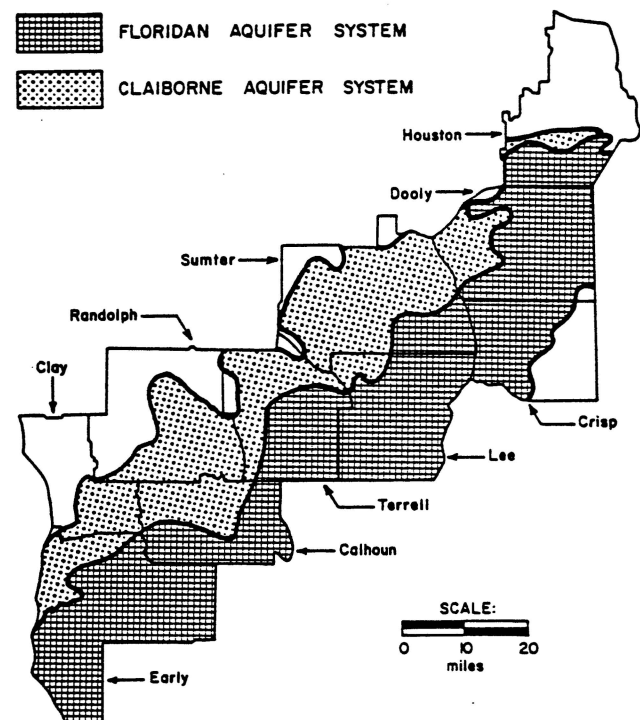 FLORIDAN AQUIFER SYSTEM
CLAIBORNE AQUIFER SYSTEM
Houston
Dooly
Sumter
Randolph
Clay
Crisp
Lee
Terrell
Calhoun
SCALE:
0 10 20
miles
Early